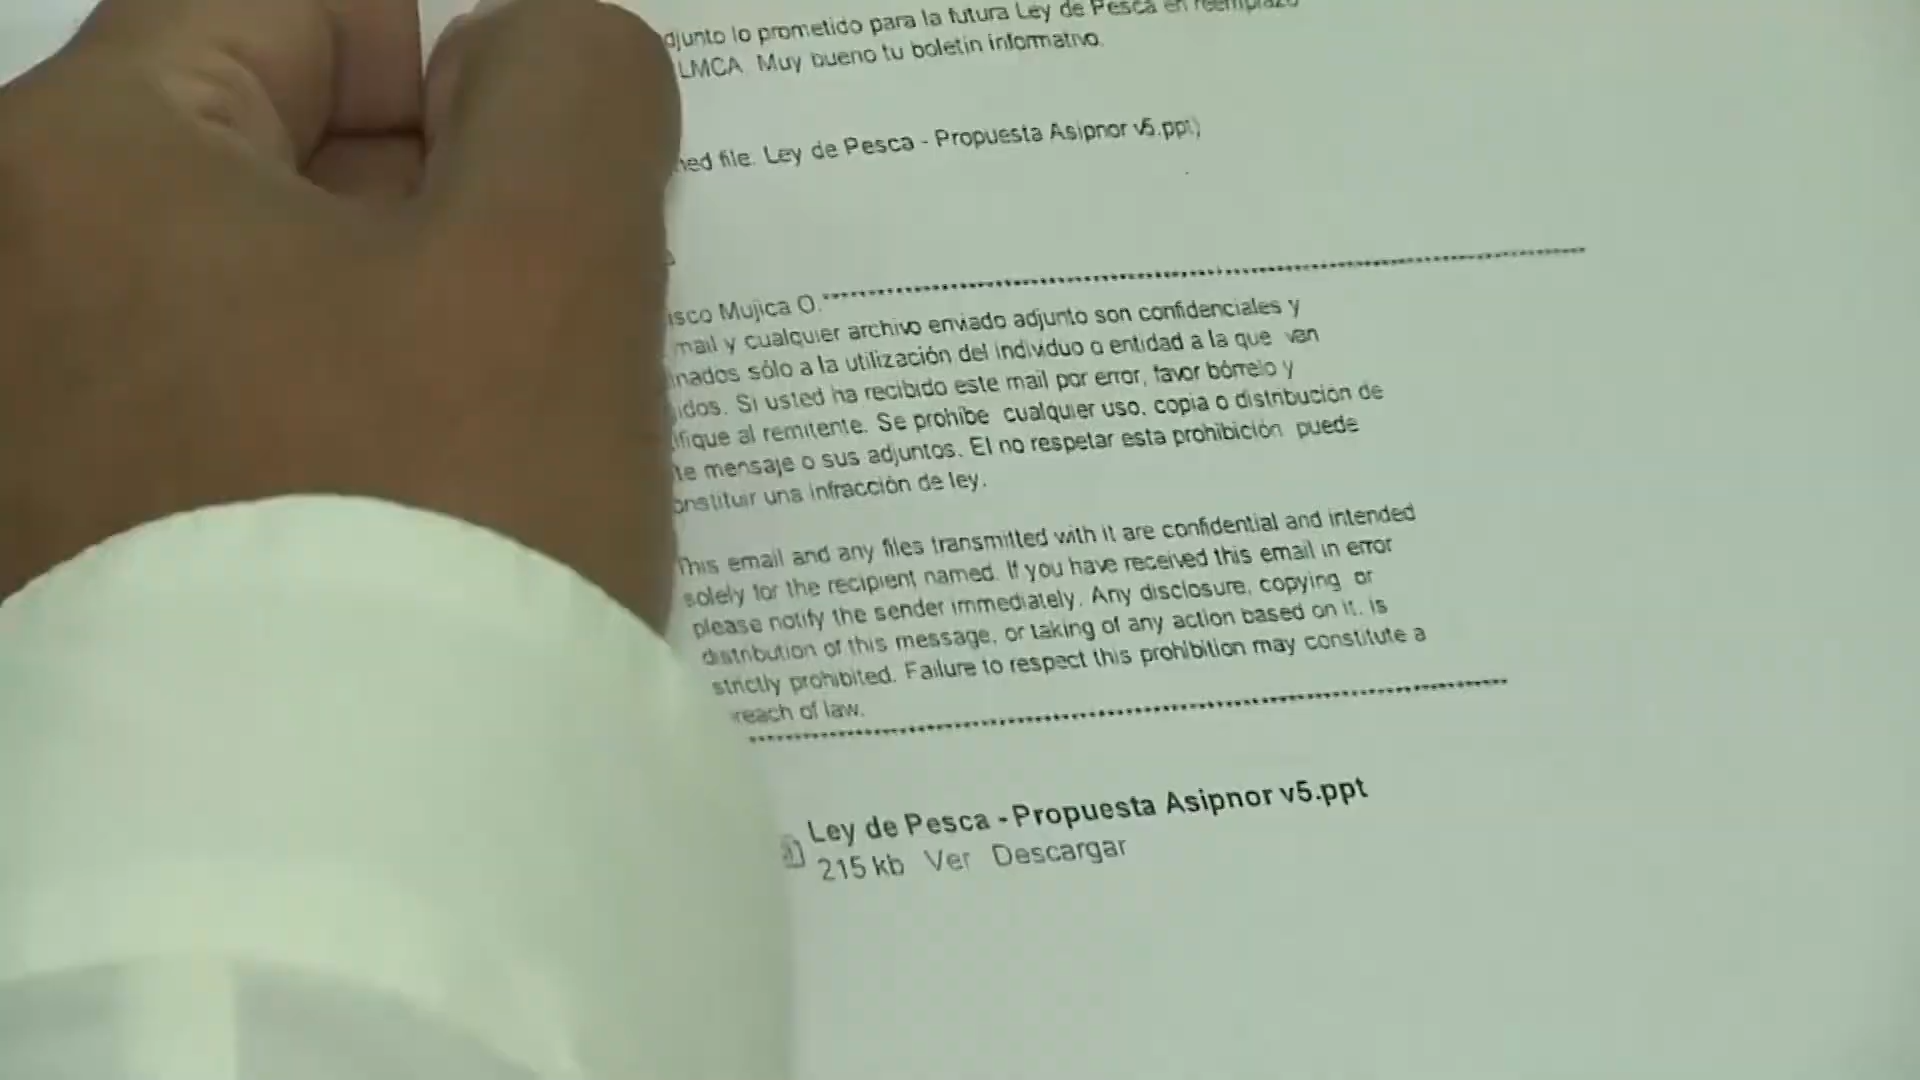 adjunto lo prometido para la futura Ley de Pesca en reemplazo
LMCA. Muy bueno tu boletin informativo.
file. Ley de Pesca - Propuesta Asipnor v5.ppt)
isco Mujica O.
mail y cualquier archivo enviado adjunto son confidenciales y
inados sólo a la utilización del individuo o entidad a la que van
idos. Si usted ha recibido este mail por error, favor bórrelo y
ifique al remitente. Se prohíbe cualquier uso, copia o distribución de
te mensaje o sus adjuntos. El no respetar esta prohibición puede
onstituir una infracción de ley.
This email and any files transmitted with it are confidential and intended
solely for the recipient named. If you have received this email in error
please notify the sender immediately. Any disclosure, copying or
distribution of this message, or taking of any action based on it, is
strictly prohibited. Failure to respect this prohibition may constitute a
reach of law.
Ley de Pesca - Propuesta Asipnor v5.ppt
215 kb Ver Descargar